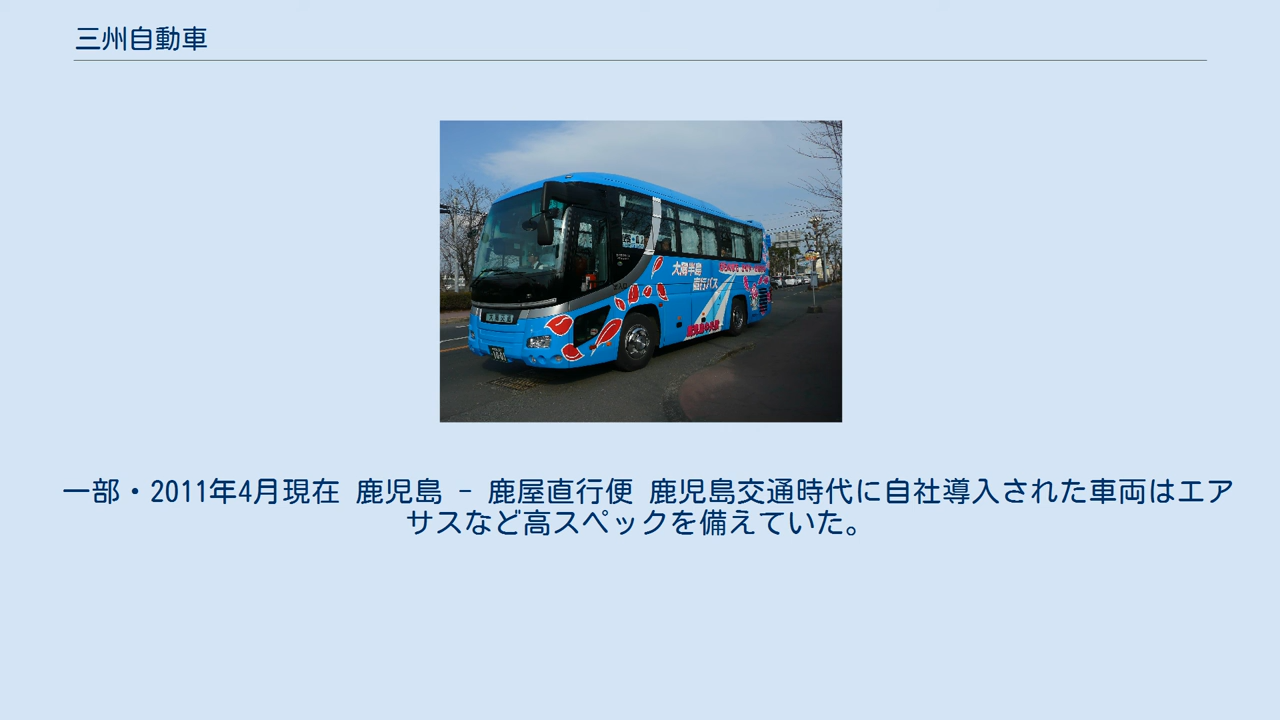 三州自動車
大隅半島
直行バス
一部・2011年4月現在 鹿児島 - 鹿屋直行便 鹿児島交通時代に自社導入された車両はエア
サスなど高スペックを備えていた。